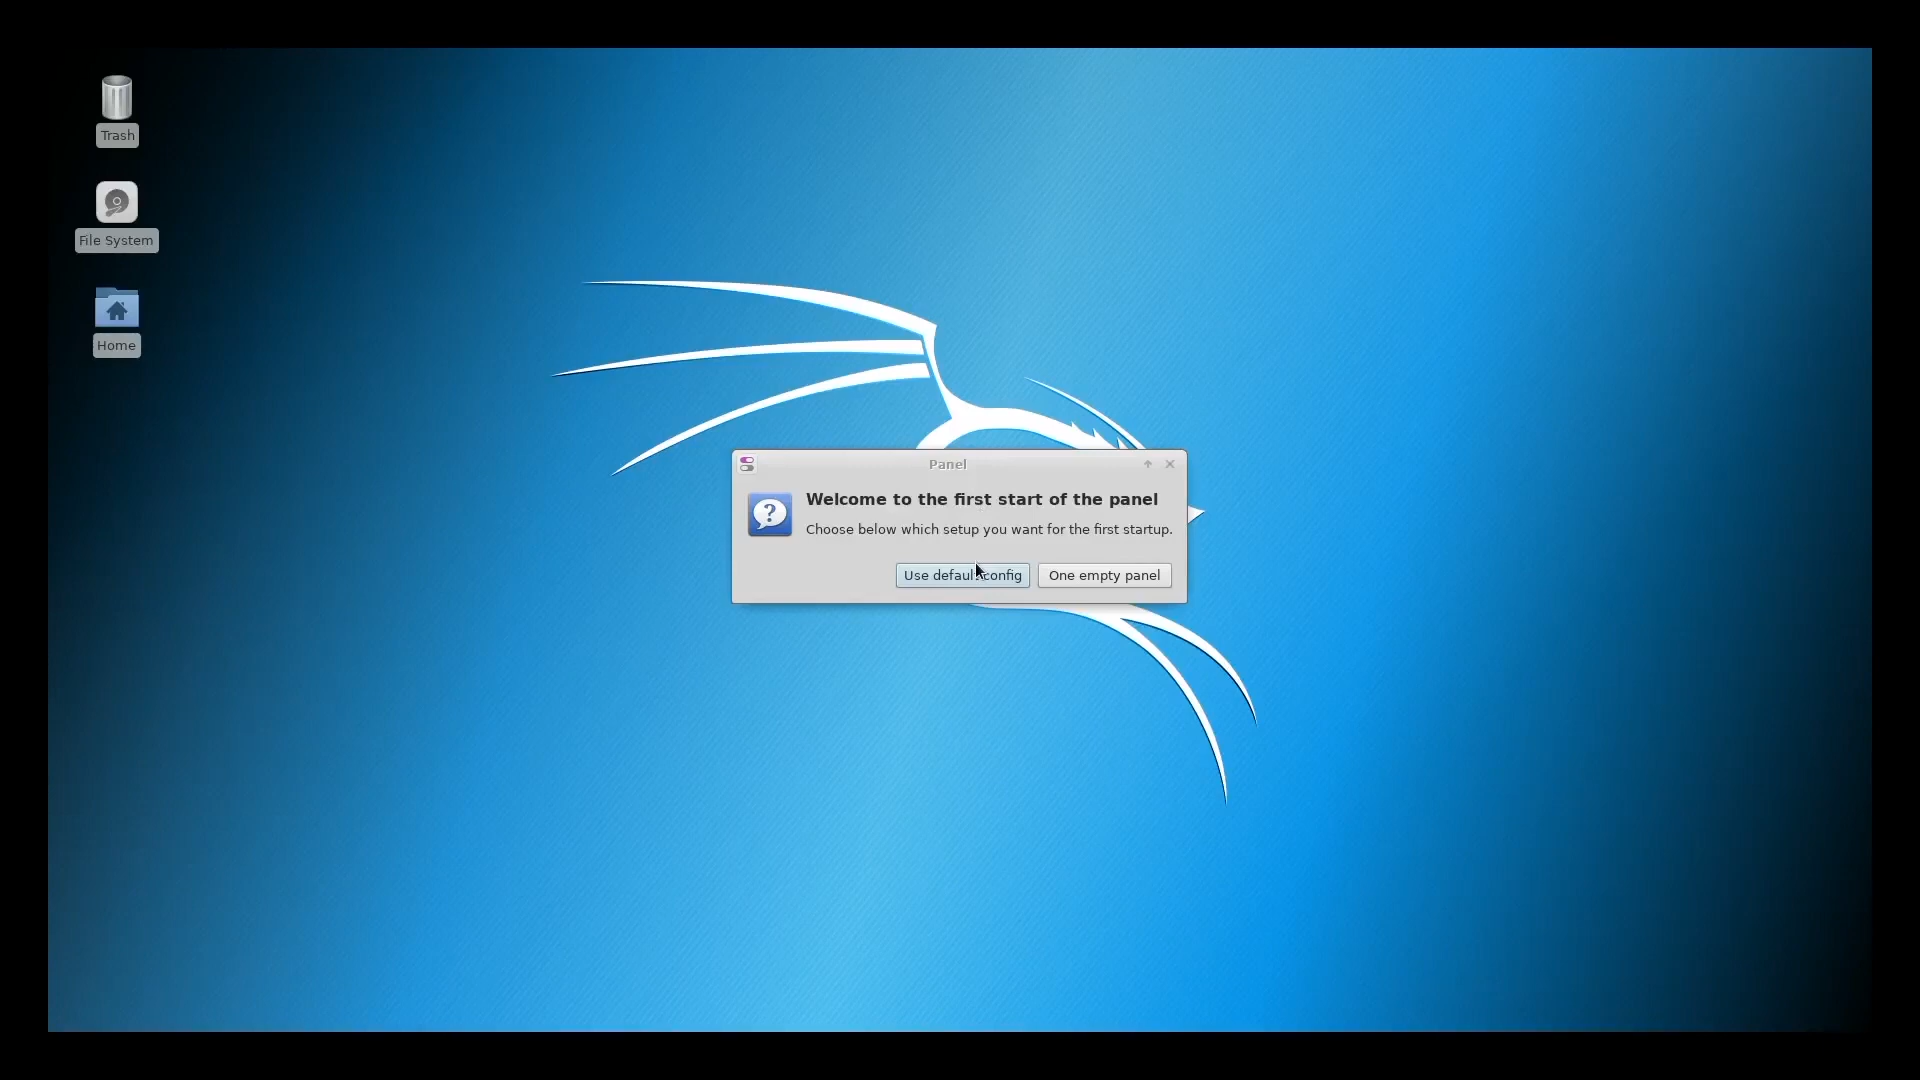 Trash
File System
Home
Panel
Welcome to the first start of the panel
Choose below which setup you want for the first startup.
Use default config
One empty panel